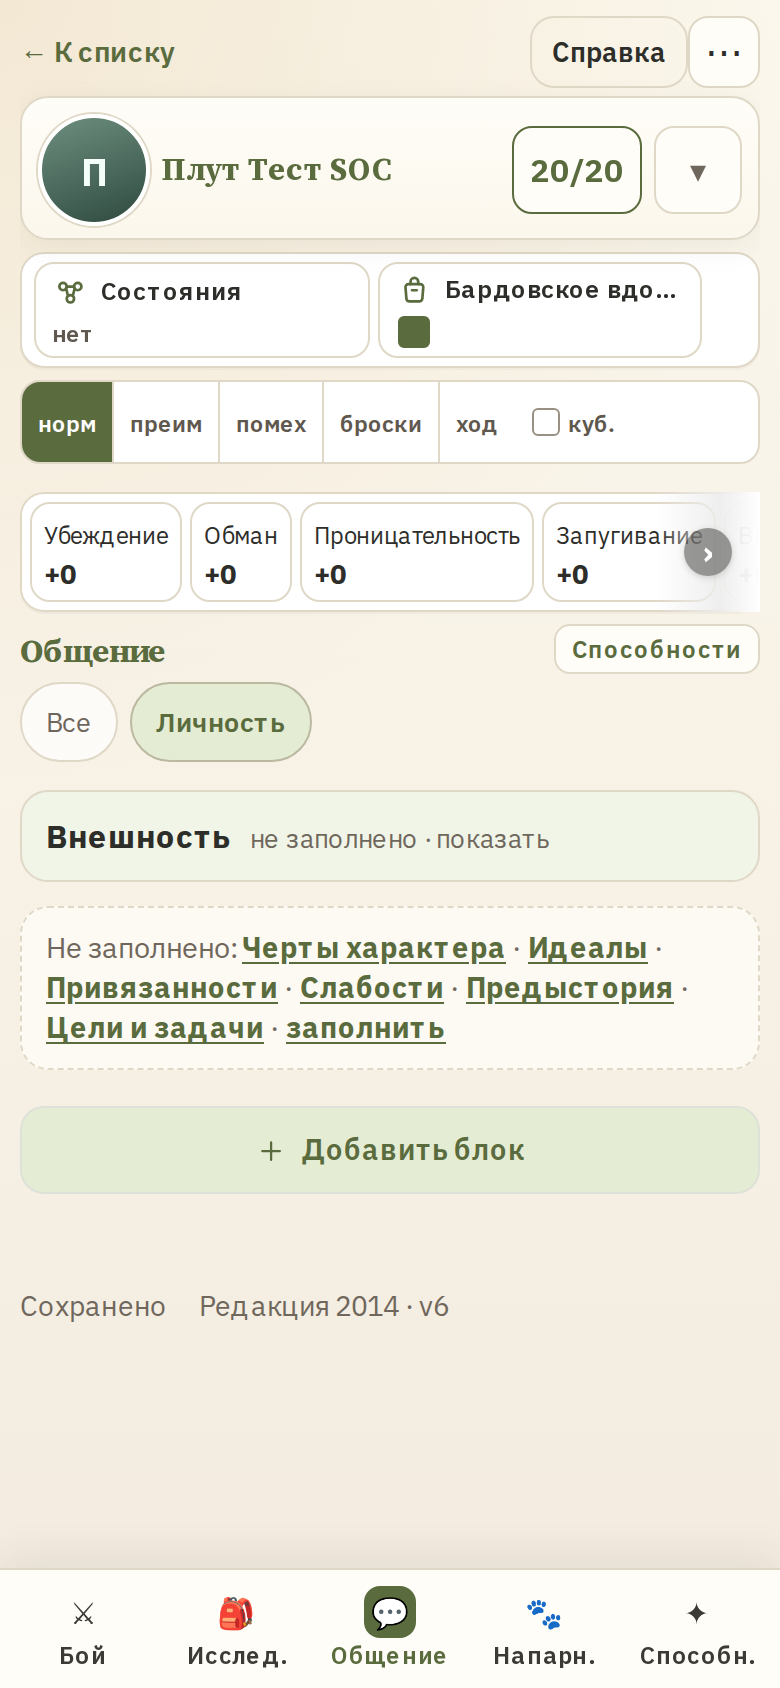 ← К списку
Справка
...
П
Плут Тест SOC
20/20
▼
Состояния
нет
Бардовское вдо...
норм
преим
помех
броски
ход
куб.
Убеждение
+0
Обман
+0
Проницательность
+0
Запугивание
+0
›
Общение
Способности
Все
Личность
Внешность не заполнено · показать
Не заполнено: Черты характера · Идеалы ·
Привязанности · Слабости · Предыстория ·
Цели и задачи · заполнить
+ Добавить блок
Сохранено
Редакция 2014 · v6
Бой
Исслед.
Общение
Напарн.
Способн.